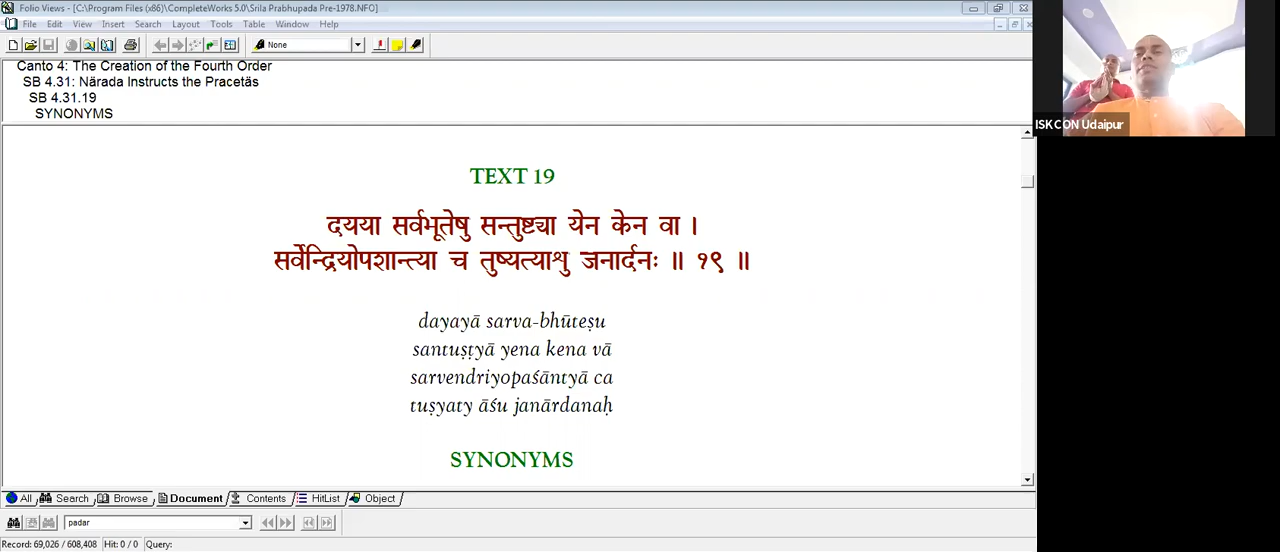 Folio Views - [C:\Program Files (x86)\CompleteWorks 5.0\Srila Prabhupada Pre-1978.NFO]
File Edit View Insert Search Layout Tools Table Window Help
None
Canto 4: The Creation of the Fourth Order
SB 4.31: Närada Instructs the Pracetäs
SB 4.31.19
SYNONYMS
ISKCON Udaipur
TEXT 19
दयया सर्वभूतेषु सन्तुष्ट्या येन केन वा ।
सर्वेन्द्रियोपशान्त्या च तुष्यत्याशु जनार्दनः ॥ १९ ॥
dayayā sarva-bhūteṣu
santuṣṭyā yena kena vā
sarvendriyopaśāntyā ca
tuṣyaty āśu janārdanaḥ
SYNONYMS
All Search Browse Document Contents HitList Object
padar
Record: 69,026 / 608,408 Hit: 0 / 0 Query: